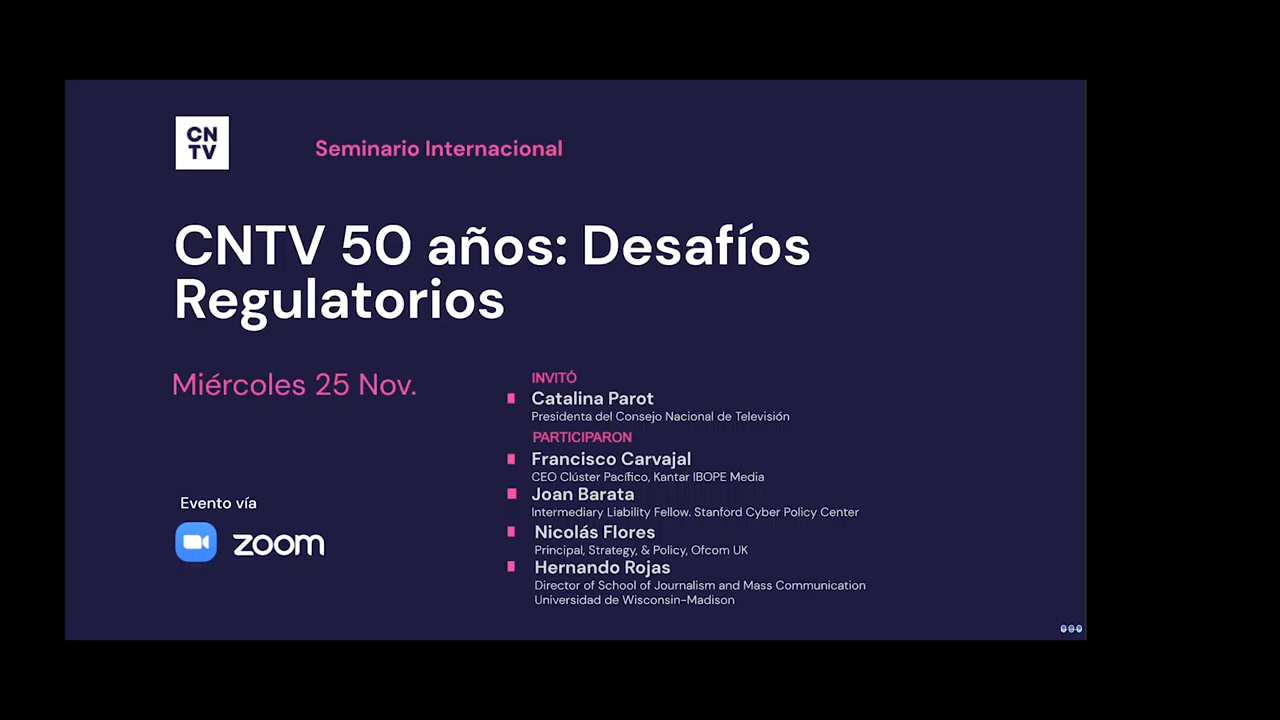 CN
TV
Seminario Internacional
CNTV 50 años: Desafíos
Regulatorios
Miércoles 25 Nov.
Evento vía
zoom
INVITÓ
Catalina Parot
Presidenta del Consejo Nacional de Televisión
PARTICIPARON
Francisco Carvajal
CEO Clúster Pacífico, Kantar IBOPE Media
Joan Barata
Intermediary Liability Fellow. Stanford Cyber Policy Center
Nicolás Flores
Principal, Strategy, & Policy, Ofcom UK
Hernando Rojas
Director of School of Journalism and Mass Communication
Universidad de Wisconsin-Madison